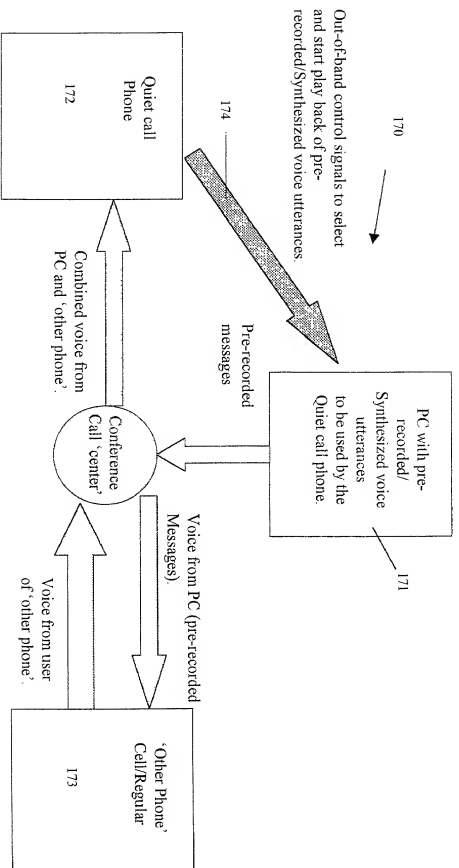 170
Out-of-band control signals to select
and start play back of pre-
recorded/Synthesized voice utterances.
174
PC with pre-
recorded/
Synthesized voice
utterances
to be used by the
Quiet call phone.
171
Pre-recorded
messages
Quiet call
Phone
172
Combined voice from
PC and ‘other phone’.
Conference
Call ‘center’
Voice from PC (pre-recorded
Messages).
Voice from user
of ‘other phone’.
‘Other Phone’
Cell/Regular
173